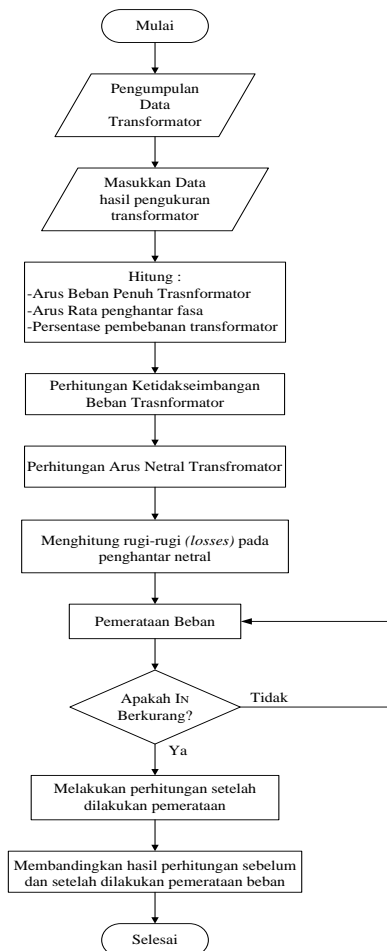 Mulai
Pengumpulan
Data
Transformator
Masukkan Data
hasil pengukuran
transformator
Hitung :
-Arus Beban Penuh Trasnformator
-Arus Rata penghantar fasa
-Persentase pembebanan transformator
Perhitungan Ketidakseimbangan
Beban Trasnformator
Perhitungan Arus Netral Transfromator
Menghitung rugi-rugi (losses) pada
penghantar netral
Pemerataan Beban
Apakah IN
Berkurang?
Tidak
Ya
Melakukan perhitungan setelah
dilakukan pemerataan
Membandingkan hasil perhitungan sebelum
dan setelah dilakukan pemerataan beban
Selesai